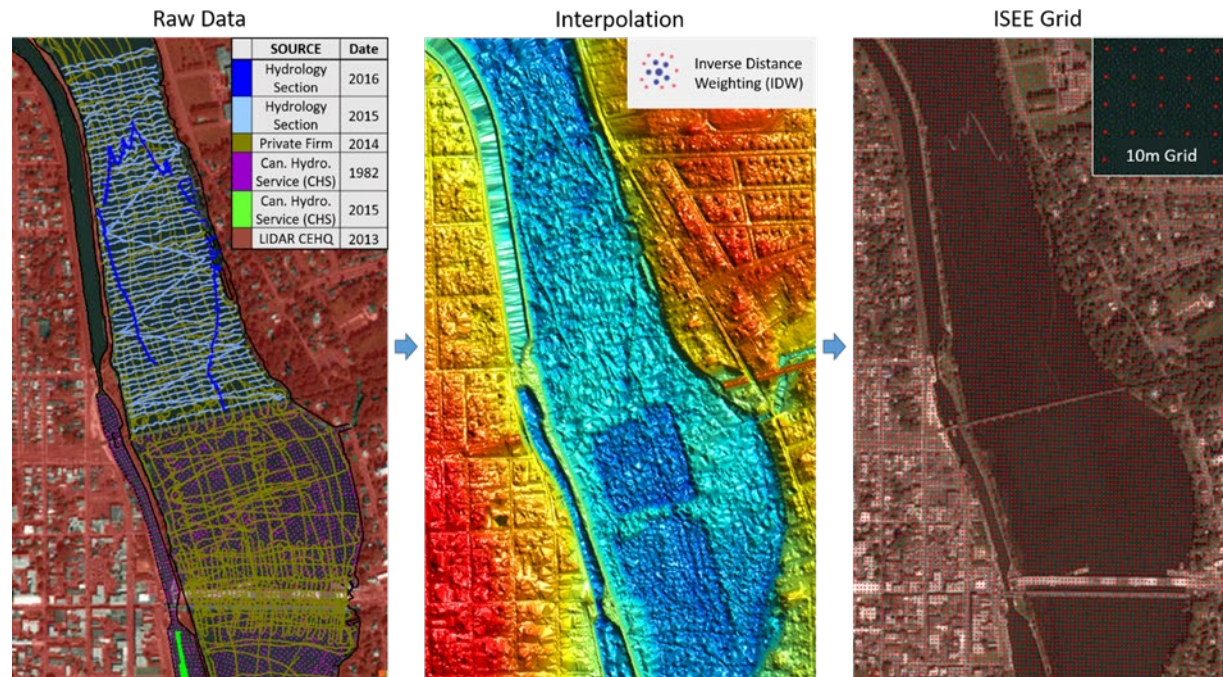 Raw Data
SOURCE Date
Hydrology
Section 2016
Hydrology
Section 2015
Private Firm 2014
Can. Hydro.
Service (CHS) 1982
Can. Hydro.
Service (CHS) 2015
LIDAR CEHQ 2013
Interpolation
Inverse Distance
Weighting (IDW)
ISEE Grid
10m Grid